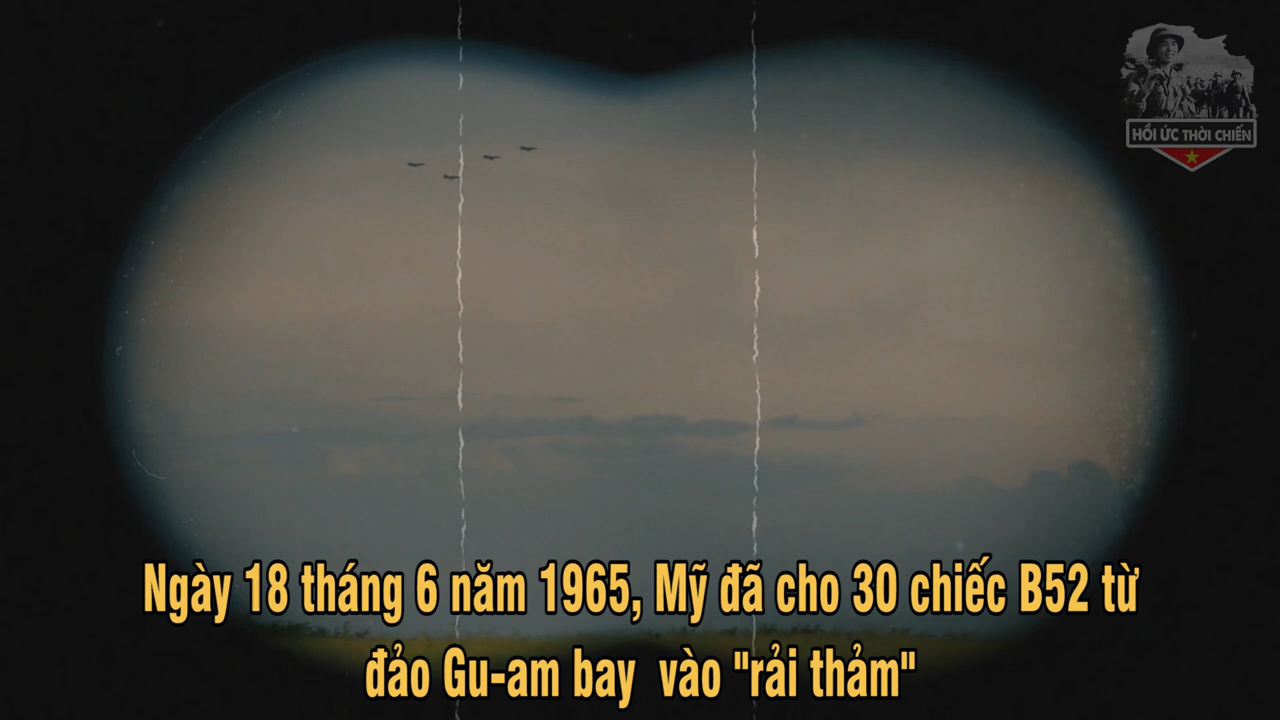 HỒI ỨC THỜI CHIẾN
Ngày 18 tháng 6 năm 1965, Mỹ đã cho 30 chiếc B52 từ
đảo Gu-am bay  vào "rải thảm"